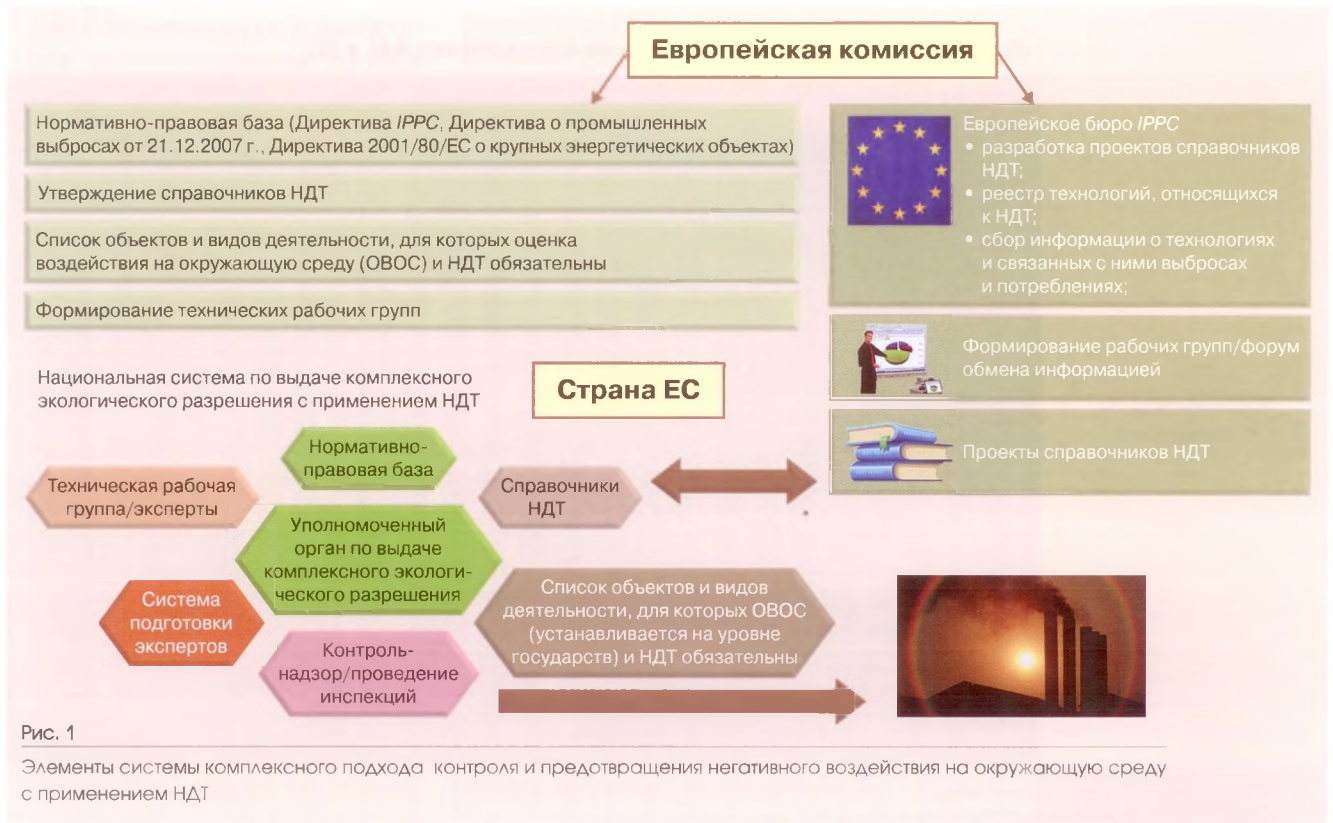 Европейская комиссия
Нормативно-правовая база (Директива IPPC, Директива о промышленных
выбросах от 21.12.2007 г., Директива 2001/80/ЕС о крупных энергетических объектах)
Утверждение справочников НДТ
Список объектов и видов деятельности, для которых оценка
воздействия на окружающую среду (ОВОС) и НДТ обязательны
Формирование технических рабочих групп
Европейское бюро IPPC
• разработка проектов справочников
НДТ;
• реестр технологий, относящихся
к НДТ;
• сбор информации о технологиях
и связанных с ними выбросах
и потреблениях;
Формирование рабочих групп/форум
обмена информацией
Проекты справочников НДТ
Национальная система по выдаче комплексного
экологического разрешения с применением НДТ
Страна ЕС
Нормативно-
правовая база
Техническая рабочая
группа/эксперты
Справочники
НДТ
Уполномоченный
орган по выдаче
комплексного экологи-
ческого разрешения
Система
подготовки
экспертов
Список объектов и видов
деятельности, для которых ОВОС
(устанавливается на уровне
государств) и НДТ обязательны
Контроль-
надзор/проведение
инспекций
Рис. 1
Элементы системы комплексного подхода контроля и предотвращения негативного воздействия на окружающую среду
с применением НДТ